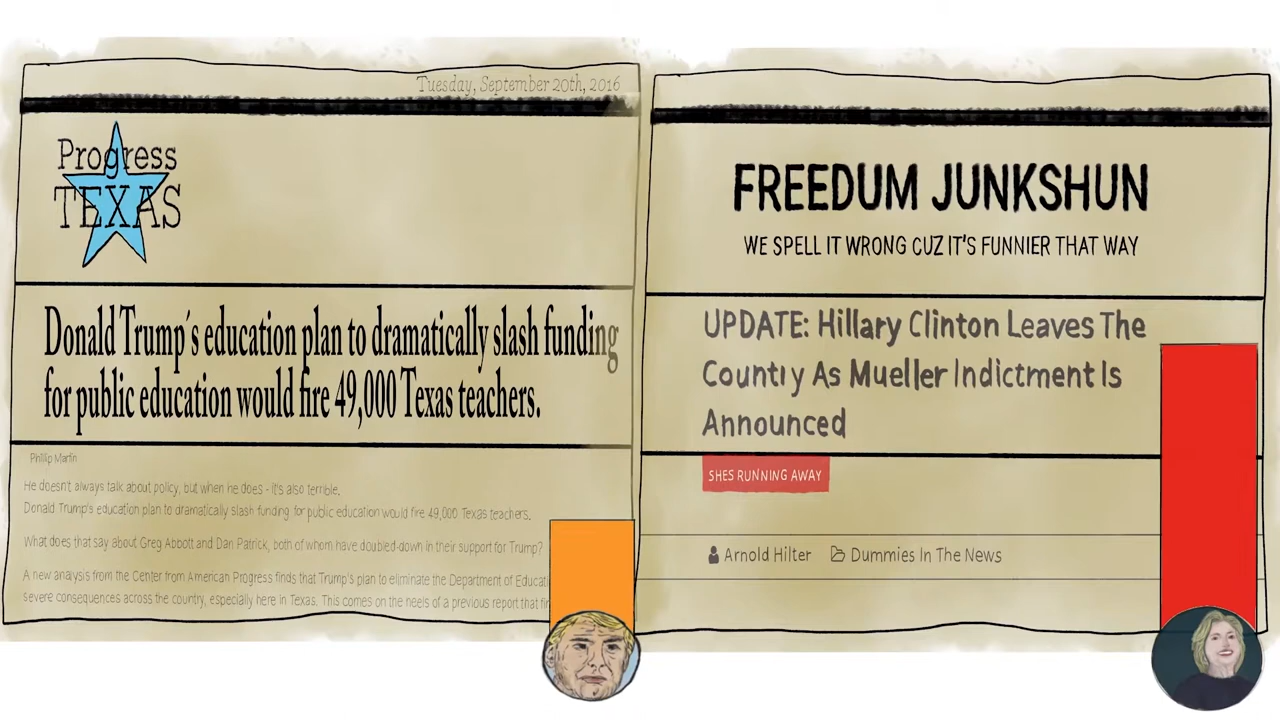 Tuesday, September 20th, 2016
Progress
TEXAS
Donald Trump´s education plan to dramatically slash funding
for public education would fire 49,000 Texas teachers.
Phillip Martin
He doesn't always talk about policy, but when he does - it's also terrible.
Donald Trump's education plan to dramatically slash funding for public education would fire 49,000 Texas teachers.
What does that say about Greg Abbott and Dan Patrick, both of whom have doubled-down in their support for Trump?
A new analysis from the Center from American Progress finds that Trump's plan to eliminate the Department of Educati
severe consequences across the country, especially here in Texas. This comes on the heels of a previous report that fin
FREEDUM JUNKSHUN
WE SPELL IT WRONG CUZ IT'S FUNNIER THAT WAY
UPDATE: Hillary Clinton Leaves The
Country As Mueller Indictment Is
Announced
SHES RUNNING AWAY
Arnold Hilter Dummies In The News